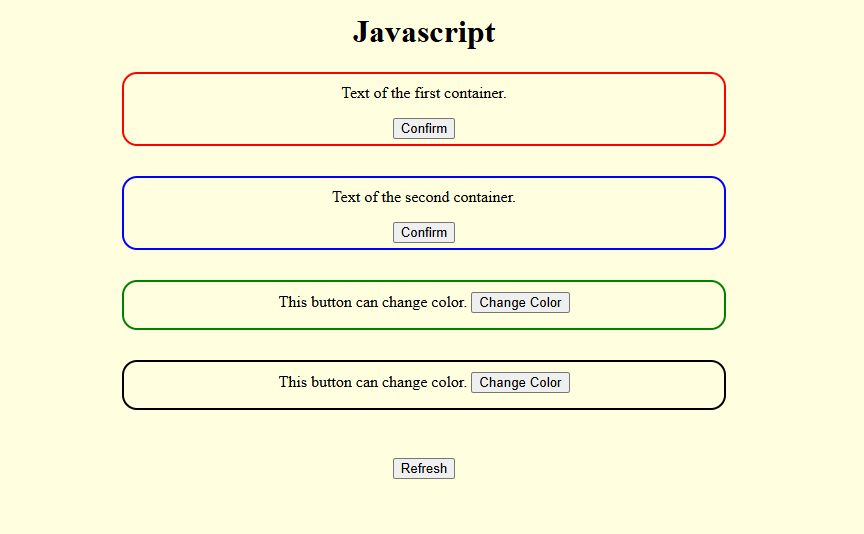 Javascript
Text of the first container.
Confirm
Text of the second container.
Confirm
This button can change color. Change Color
This button can change color. Change Color
Refresh